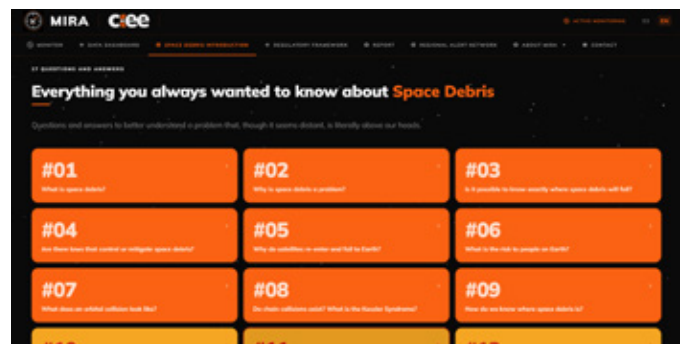 MIRA ciee
ACTIVE MONITORING ES EN
MONITOR DATA DASHBOARD SPACE DEBRIS INTRODUCTION REGULATORY FRAMEWORK REPORT REGIONAL ALERT NETWORK ABOUT MIRA CONTACT
27 QUESTIONS AND ANSWERS
Everything you always wanted to know about Space Debris
Questions and answers to better understand a problem that, though it seems distant, is literally above our heads.
#01 #02 #03
What is space debris? Why is space debris a problem? Is it possible to know exactly where space debris will fall?
#04 #05 #06
Are there laws that control or mitigate space debris? Why do satellites re-enter and fall to Earth? What is the risk to people on Earth?
#07 #08 #09
What does an orbital collision look like? Do chain collisions exist? What is the Kessler Syndrome? How do we know where space debris is?